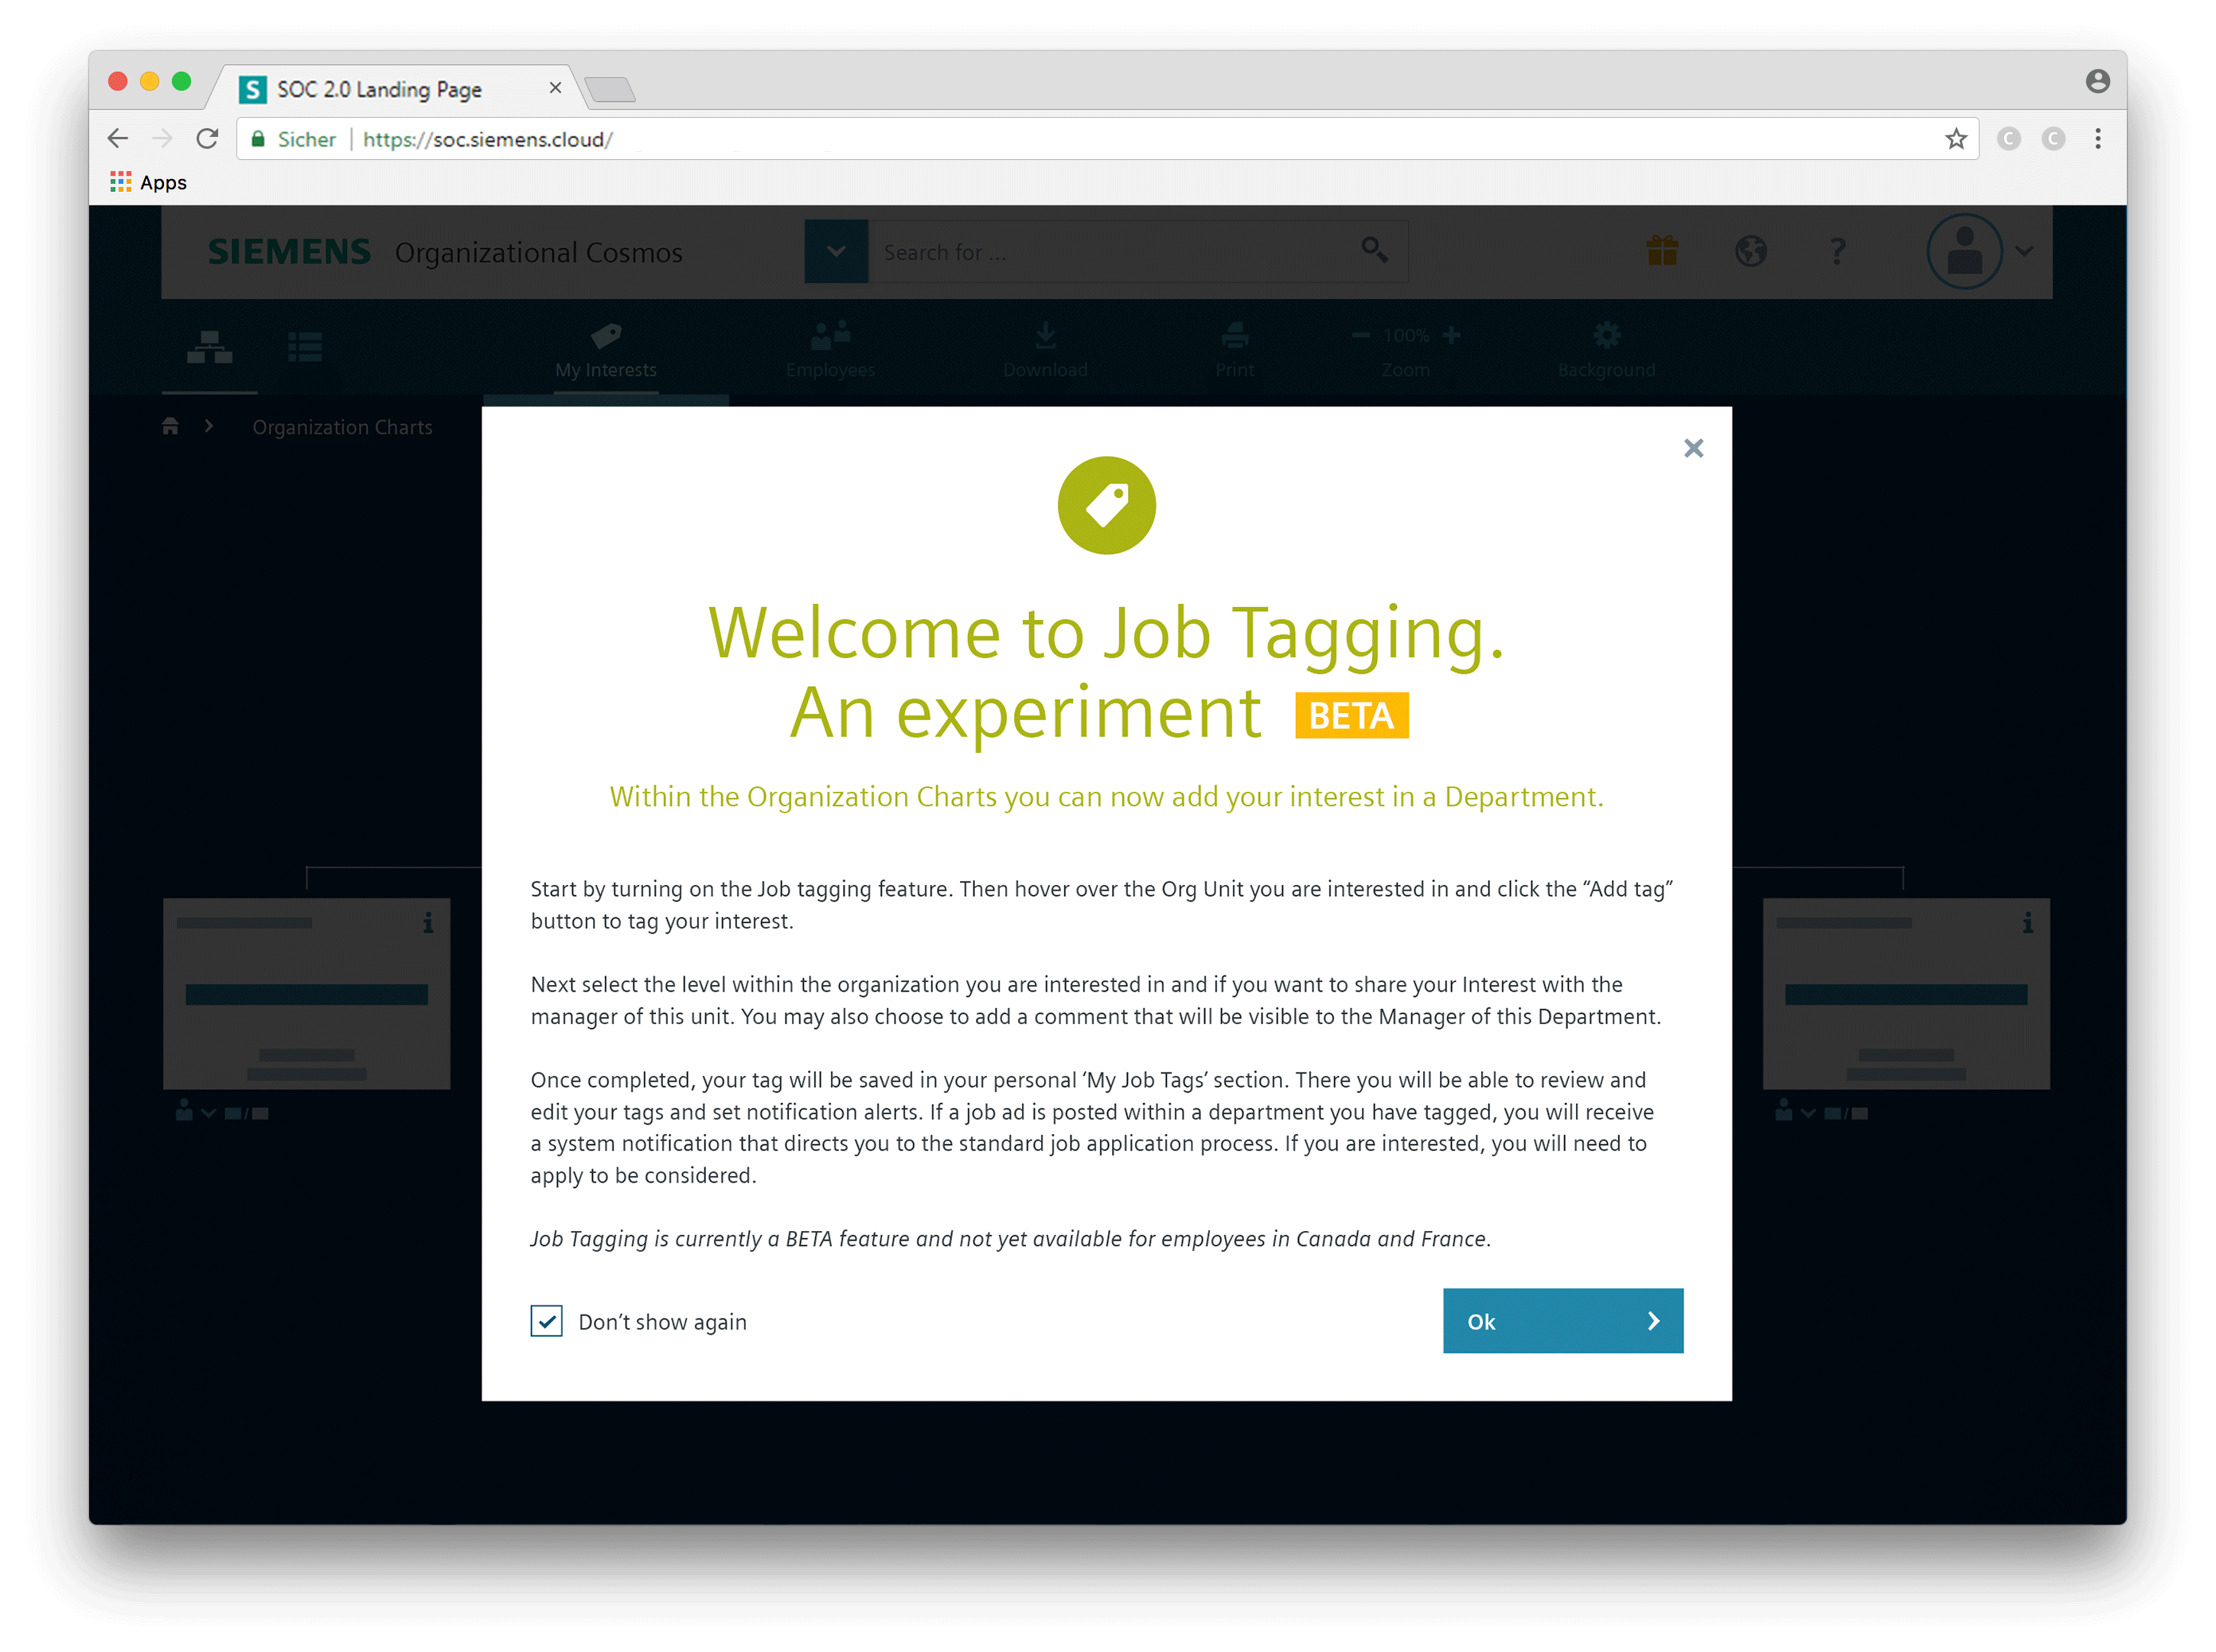 S SOC 2.0 Landing Page
Sicher | https://soc.siemens.cloud/
C C
Apps
SIEMENS Organizational Cosmos
Search for ...
?
My Interests
Employees
Download
Print
100%
Zoom
Background
Organization Charts
Welcome to Job Tagging.
An experiment BETA
Within the Organization Charts you can now add your interest in a Department.
Start by turning on the Job tagging feature. Then hover over the Org Unit you are interested in and click the “Add tag”
button to tag your interest.
Next select the level within the organization you are interested in and if you want to share your Interest with the
manager of this unit. You may also choose to add a comment that will be visible to the Manager of this Department.
Once completed, your tag will be saved in your personal ‘My Job Tags’ section. There you will be able to review and
edit your tags and set notification alerts. If a job ad is posted within a department you have tagged, you will receive
a system notification that directs you to the standard job application process. If you are interested, you will need to
apply to be considered.
Job Tagging is currently a BETA feature and not yet available for employees in Canada and France.
Don’t show again
Ok
i
/
i
/